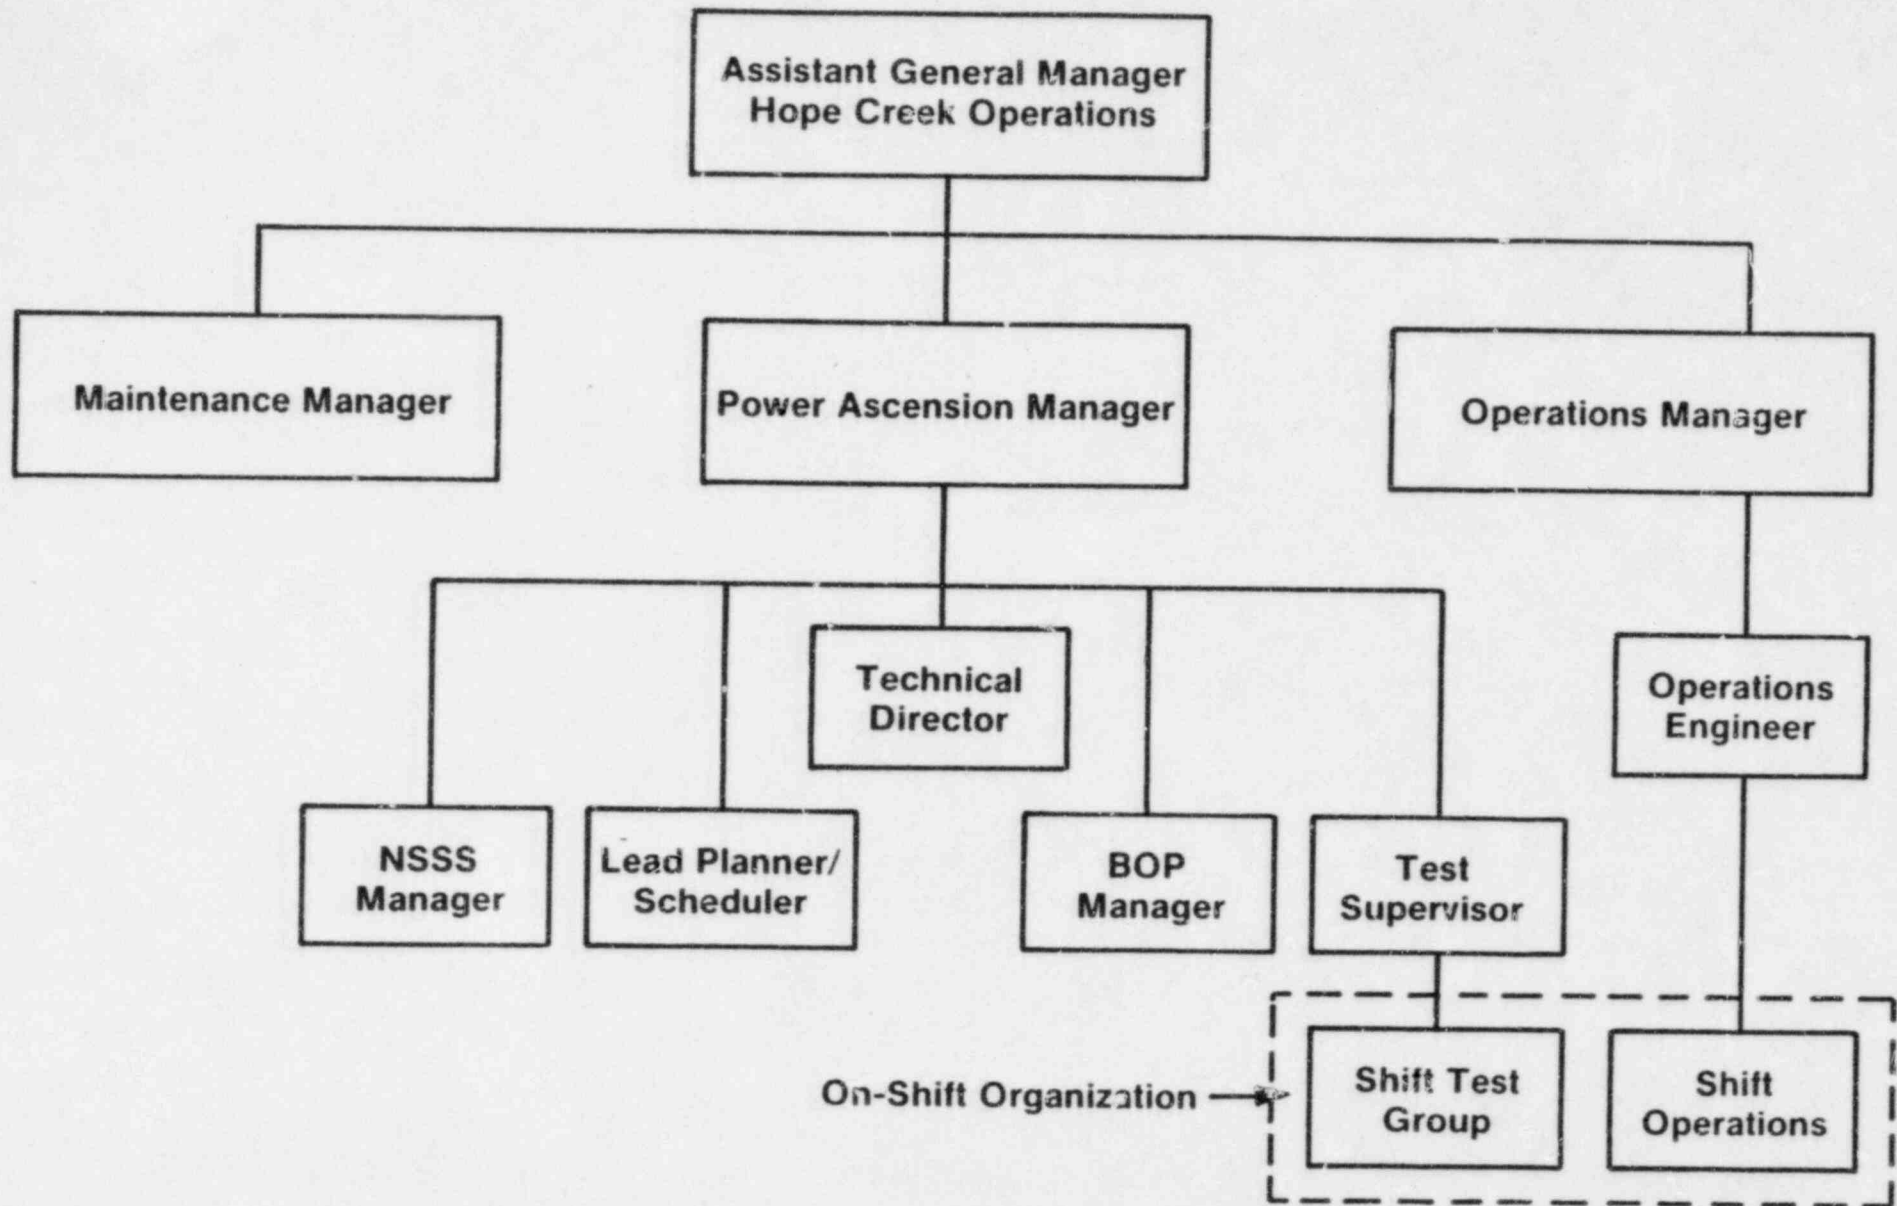 Assistant General Manager
Hope Creek Operations
Maintenance Manager
Power Ascension Manager
Operations Manager
Technical
Director
Operations
Engineer
NSSS
Manager
Lead Planner/
Scheduler
BOP
Manager
Test
Supervisor
On-Shift Organization
Shift Test
Group
Shift
Operations